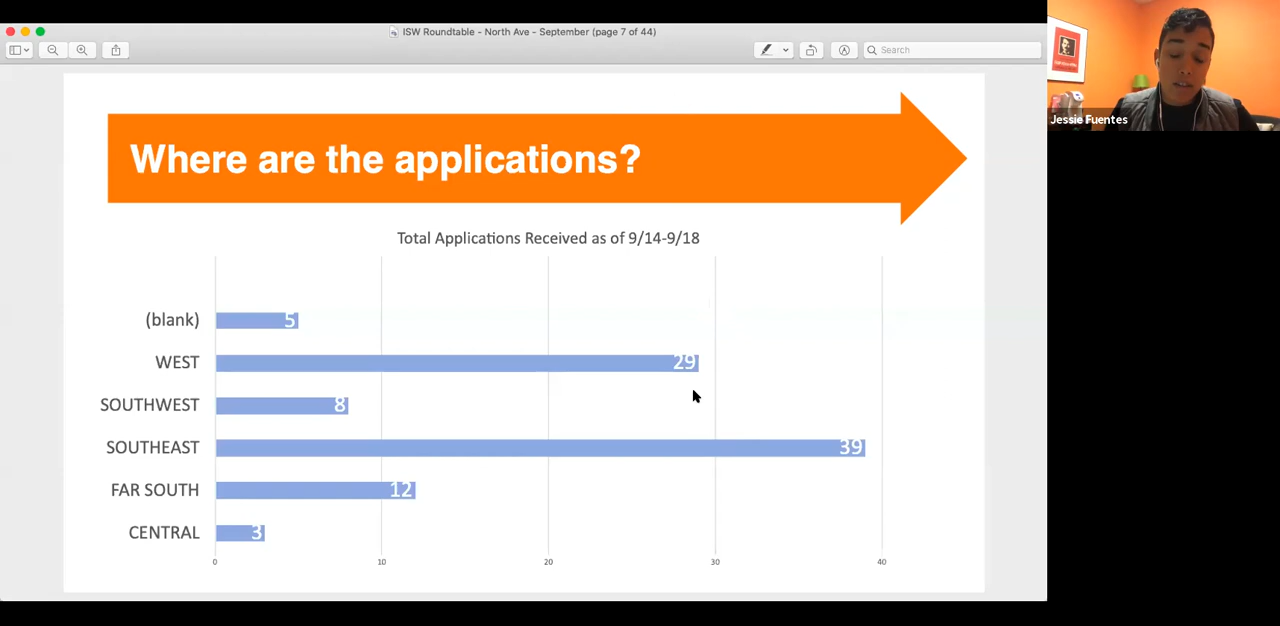 ISW Roundtable - North Ave - September (page 7 of 44)
Search
Jessie Fuentes
Where are the applications?
Total Applications Received as of 9/14-9/18
(blank) 5
WEST 29
SOUTHWEST 8
SOUTHEAST 39
FAR SOUTH 12
CENTRAL 3
0 10 20 30 40